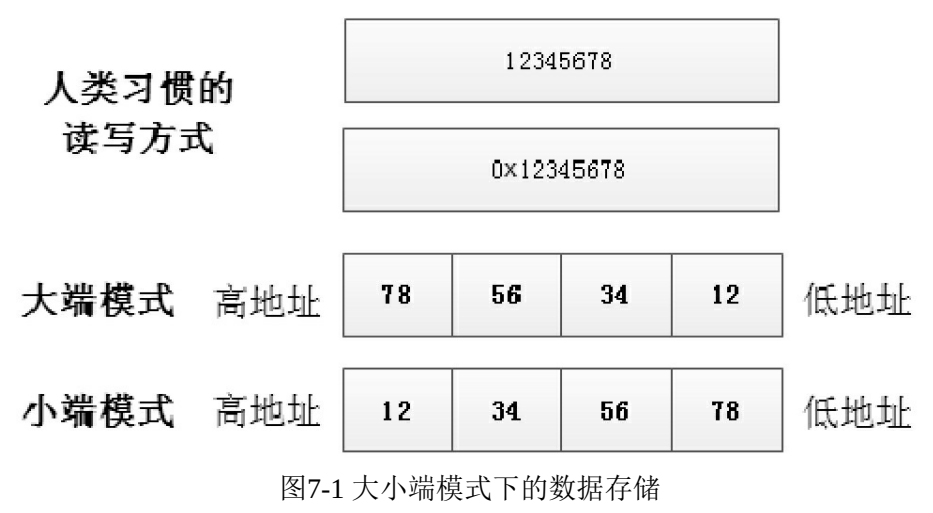 12345678
人类习惯的
读写方式
0x12345678
大端模式 高地址 78 56 34 12 低地址
小端模式 高地址 12 34 56 78 低地址
图7-1 大小端模式下的数据存储